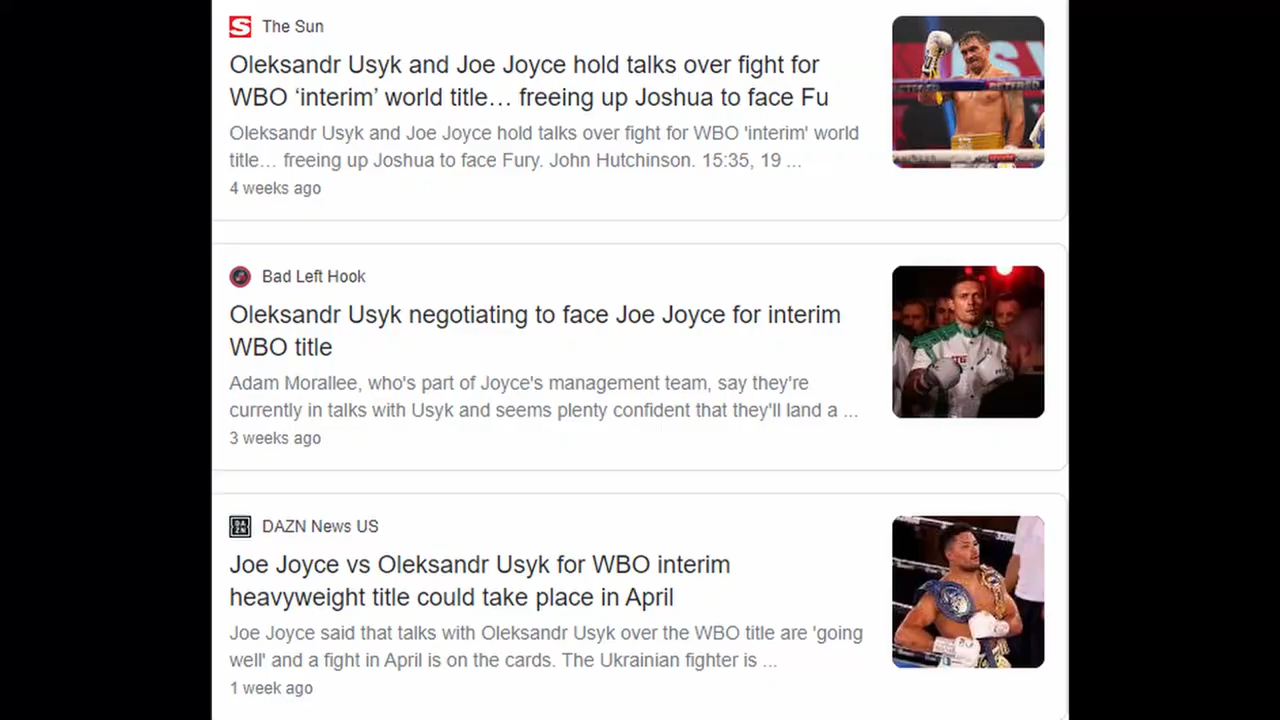 The Sun
Oleksandr Usyk and Joe Joyce hold talks over fight for
WBO ‘interim’ world title… freeing up Joshua to face Fu
Oleksandr Usyk and Joe Joyce hold talks over fight for WBO 'interim' world
title… freeing up Joshua to face Fury. John Hutchinson. 15:35, 19 ...
4 weeks ago
Bad Left Hook
Oleksandr Usyk negotiating to face Joe Joyce for interim
WBO title
Adam Morallee, who's part of Joyce's management team, say they're
currently in talks with Usyk and seems plenty confident that they'll land a ...
3 weeks ago
DAZN News US
Joe Joyce vs Oleksandr Usyk for WBO interim
heavyweight title could take place in April
Joe Joyce said that talks with Oleksandr Usyk over the WBO title are 'going
well' and a fight in April is on the cards. The Ukrainian fighter is ...
1 week ago